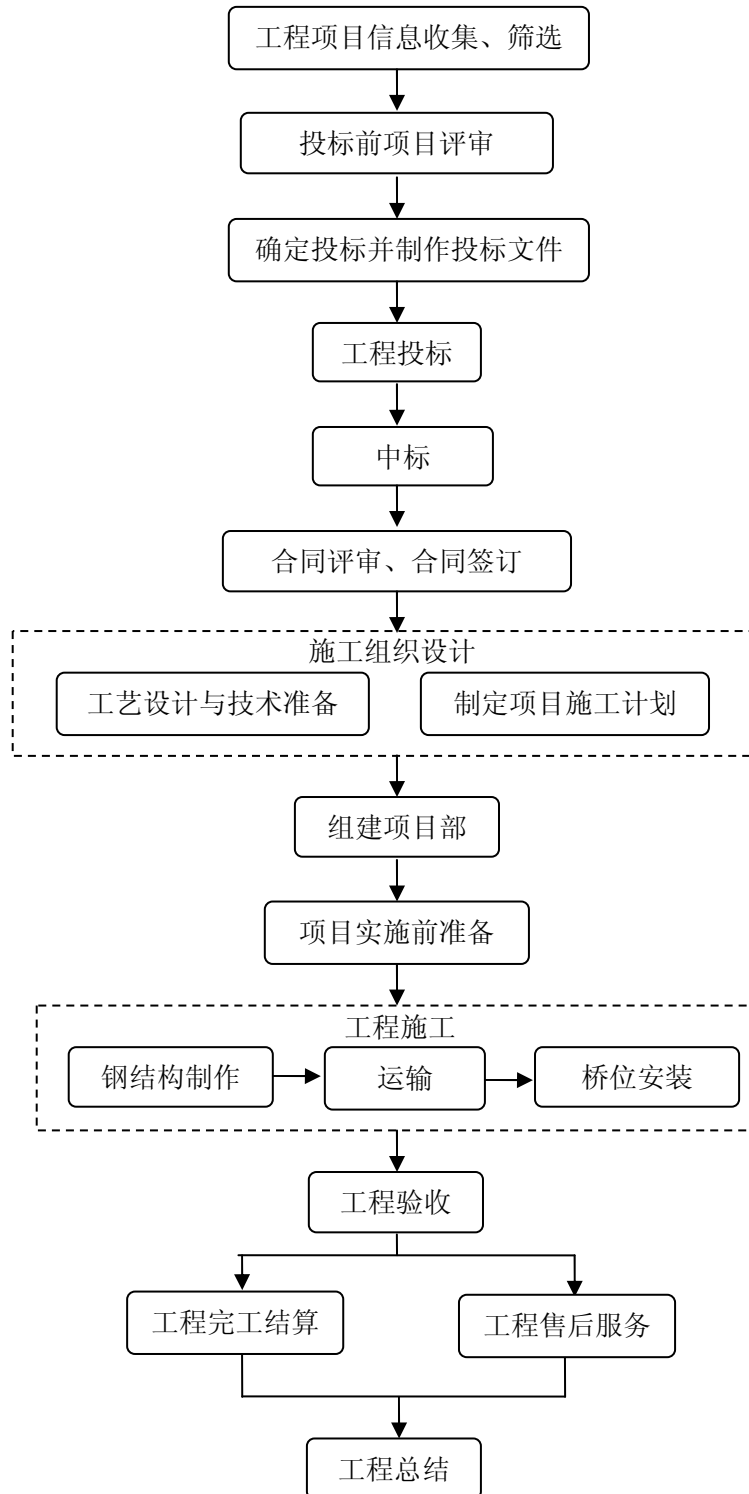 工程项目信息收集、筛选
投标前项目评审
确定投标并制作投标文件
工程投标
中标
合同评审、合同签订
施工组织设计
工艺设计与技术准备
制定项目施工计划
组建项目部
项目实施前准备
工程施工
钢结构制作
运输
桥位安装
工程验收
工程完工结算
工程售后服务
工程总结